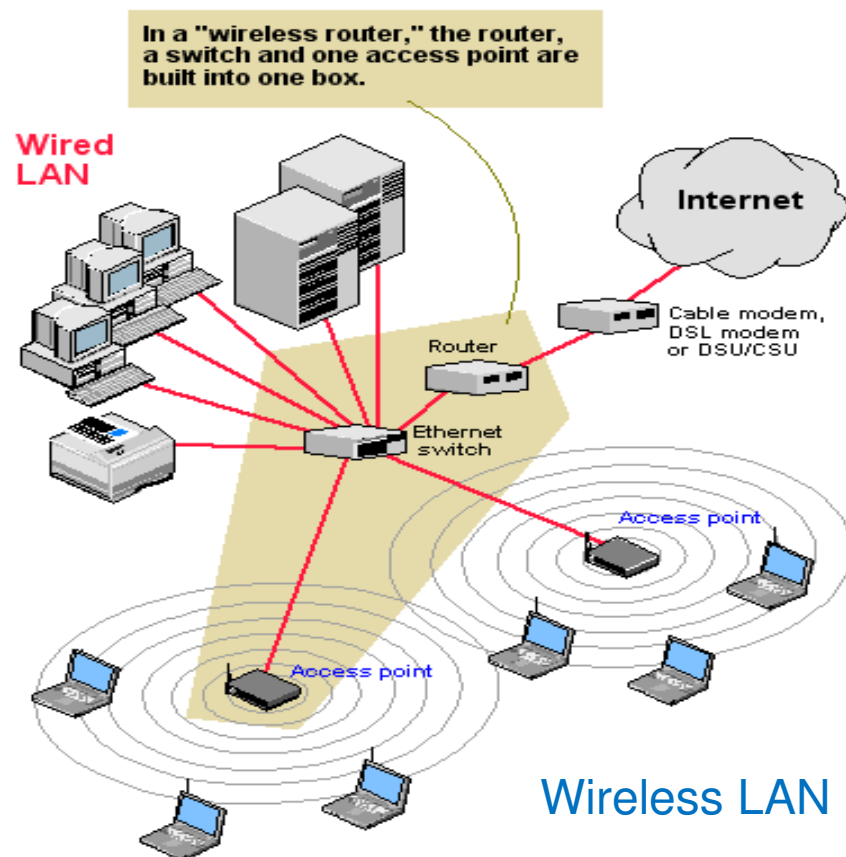 In a "wireless router," the router,
a switch and one access point are
built into one box.
Wired
LAN
Internet
Cable modem,
DSL modem
or DSU/CSU
Router
Ethernet
switch
Access point
Access point
Wireless LAN